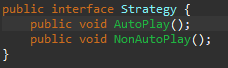 public interface Strategy {
    public void AutoPlay();
    public void NonAutoPlay();
}